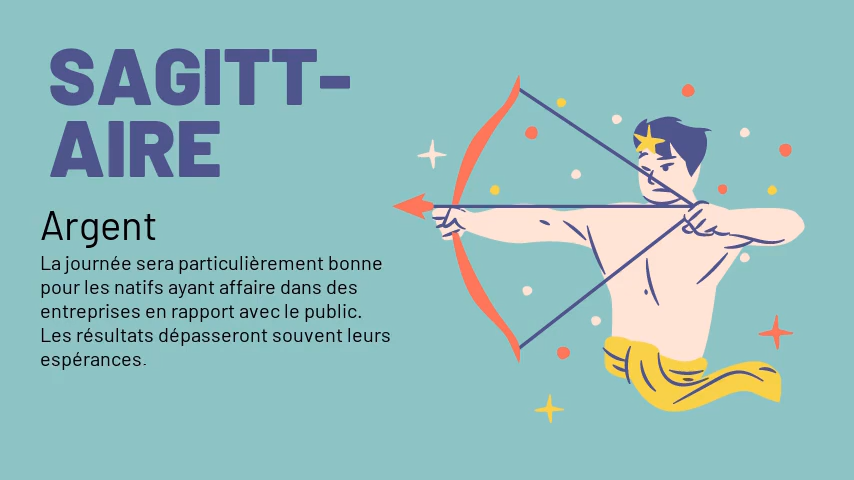 SAGITT-
AIRE
Argent
La journée sera particulièrement bonne
pour les natifs ayant affaire dans des
entreprises en rapport avec le public.
Les résultats dépasseront souvent leurs
espérances.